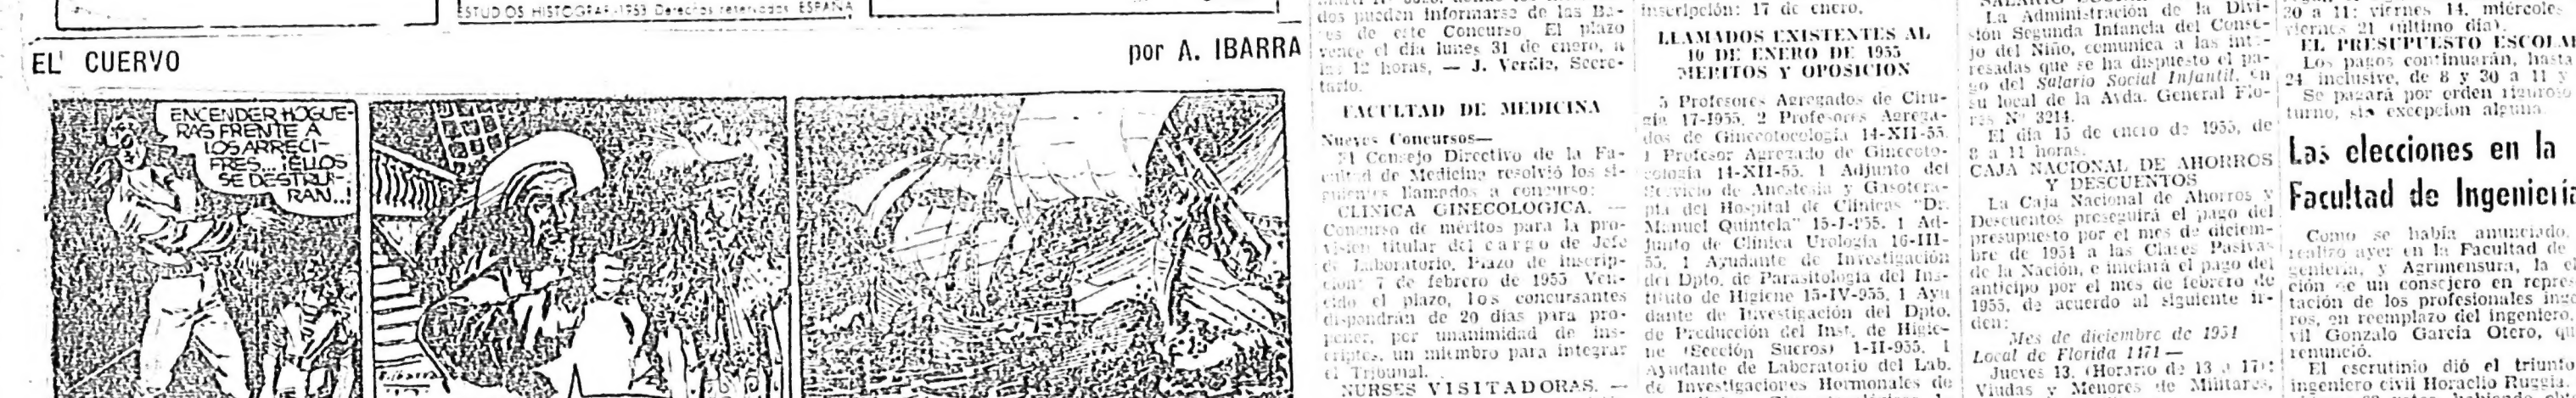 ESTUDIOS HISTOGRAF-1953 Derechos reservados ESPAÑA
EL CUERVO
por A. IBARRA
ENCENDER HOGUE-
RAS FRENTE A
LOS ARRECI-
FES... ¡ELLOS
SE DESTRUI-
RAN...!
Ibarra
dos pueden informarse de las Ba-
ses de este Concurso. El plazo
vence el día lunes 31 de enero, a
las 12 horas, — J. Verdie, Secre-
tario.
FACULTAD DE MEDICINA
Nuevos Concursos—
El Consejo Directivo de la Fa-
cultad de Medicina resolvió los si-
guientes llamados a concurso:
CLINICA GINECOLOGICA. —
Concurso de méritos para la pro-
visión titular del cargo de Jefe
de Laboratorio. Plazo de inscrip-
ción: 7 de febrero de 1955 Ven-
cido el plazo, los concursantes
dispondrán de 20 días para pro-
poner, por unanimidad de ins-
criptos, un miembro para integrar
el Tribunal.
NURSES VISITADORAS. —
inscripción: 17 de enero.
LLAMADOS EXISTENTES AL
10 DE ENERO DE 1955
MERITOS Y OPOSICION
5 Profesores Agregados de Ciru-
gía 17-1955. 2 Profesores Agrega-
dos de Ginecotocología 14-XII-55.
1 Profesor Agregado de Ginecoto-
cología 14-XII-55. 1 Adjunto del
Servicio de Anestesia y Gasotera-
pia del Hospital de Clínicas "Dr.
Manuel Quintela" 15-I-955. 1 Ad-
junto de Clínica Urología 16-III-
55. 1 Ayudante de Investigación
del Dpto. de Parasitología del Ins-
tituto de Higiene 15-IV-955. 1 Ayu
dante de Investigación del Dpto.
de Producción del Inst. de Higie-
ne (Sección Sueros) 1-II-955. 1
Ayudante de Laboratorio del Lab.
de Investigaciones Hormonales de
La Administración de la Divi-
sión Segunda Infancia del Conse-
jo del Niño, comunica a las inte-
resadas que se ha dispuesto el pa-
go del Salario Social Infantil, en
su local de la Avda. General Flo-
res Nº 3214.
El día 15 de enero de 1955, de
8 a 11 horas.
CAJA NACIONAL DE AHORROS
Y DESCUENTOS
La Caja Nacional de Ahorros y
Descuentos proseguirá el pago del
presupuesto por el mes de diciem-
bre de 1954 a las Clases Pasivas
de la Nación, e iniciará el pago del
anticipo por el mes de febrero de
1955, de acuerdo al siguiente or-
den:
Mes de diciembre de 1954
Local de Florida 1171 —
Jueves 13. (Horario de 13 a 17):
Viudas y Menores de Militares,
30 a 11: viernes 14, miércoles
viernes 21 (último día).
EL PRESUPUESTO ESCOLAR
Los pagos continuarán, hasta
24 inclusive, de 8 y 30 a 11 y
Se pagará por orden riguroso
turno, sin excepción alguna.
Las elecciones en la
Facultad de Ingeniería
Como se había anunciado,
realizó ayer en la Facultad de
geniería, y Agrimensura, la el
ción de un consejero en repre
tación de los profesionales inge
ros, en reemplazo del ingeniero
vil Gonzalo García Otero, qu
renunció.
El escrutinio dió el triunfo
ingeniero civil Horacio Ruggia,